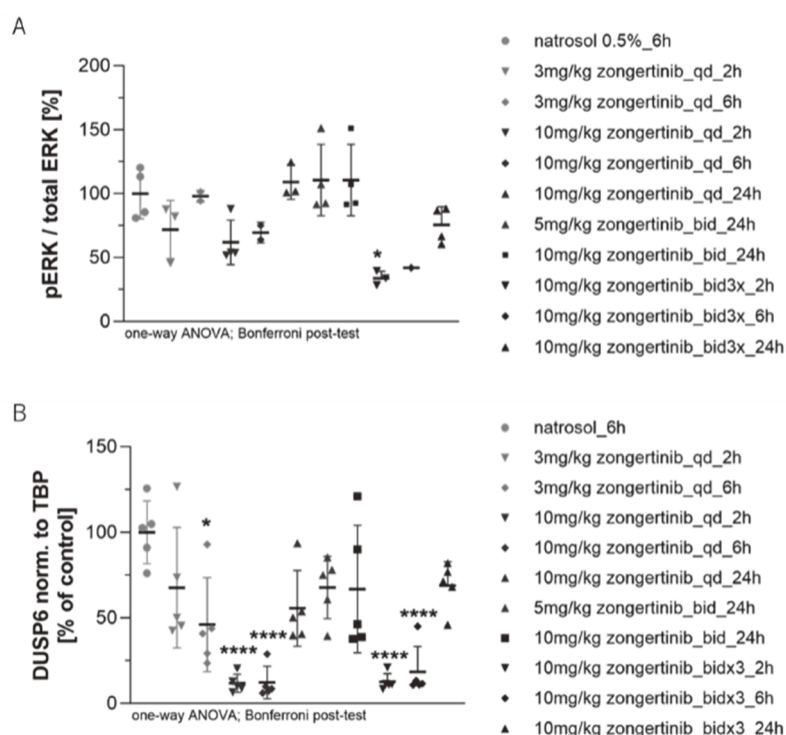 A
200
150
100
50
0
pERK / total ERK [%]
*
one-way ANOVA; Bonferroni post-test
natrosol 0.5%_6h
3mg/kg zongertinib_qd_2h
3mg/kg zongertinib_qd_6h
10mg/kg zongertinib_qd_2h
10mg/kg zongertinib_qd_6h
10mg/kg zongertinib_qd_24h
5mg/kg zongertinib_bid_24h
10mg/kg zongertinib_bid_24h
10mg/kg zongertinib_bid3x_2h
10mg/kg zongertinib_bid3x_6h
10mg/kg zongertinib_bid3x_24h
B
150
100
50
0
DUSP6 norm. to TBP
[% of control]
*
****
****
****
****
one-way ANOVA; Bonferroni post-test
natrosol_6h
3mg/kg zongertinib_qd_2h
3mg/kg zongertinib_qd_6h
10mg/kg zongertinib_qd_2h
10mg/kg zongertinib_qd_6h
10mg/kg zongertinib_qd_24h
5mg/kg zongertinib_bid_24h
10mg/kg zongertinib_bid_24h
10mg/kg zongertinib_bidx3_2h
10mg/kg zongertinib_bidx3_6h
10mg/kg zongertinib_bidx3_24h